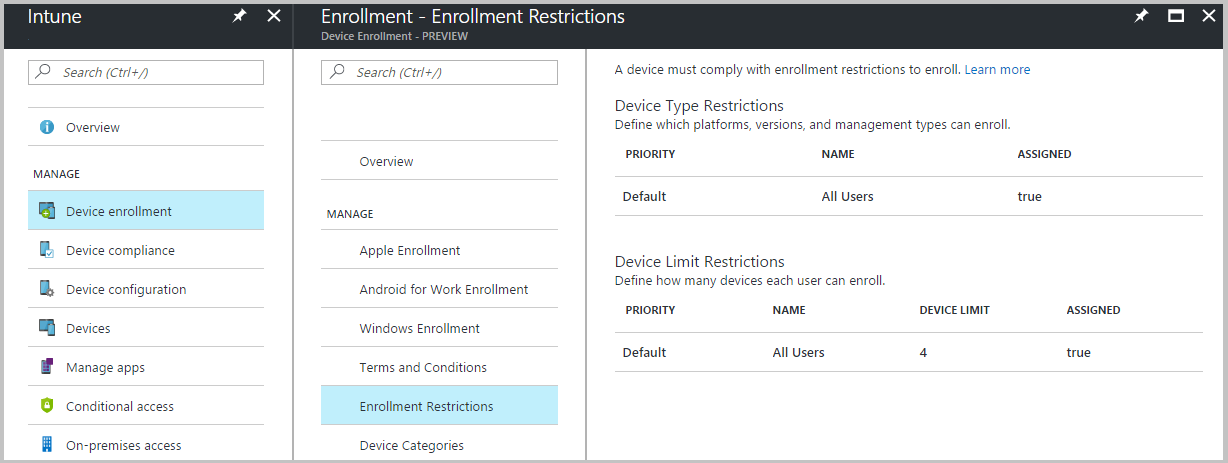 Intune
Enrollment - Enrollment Restrictions
Device Enrollment - PREVIEW
Search (Ctrl+/)
Overview
MANAGE
Device enrollment
Device compliance
Device configuration
Devices
Manage apps
Conditional access
On-premises access
Search (Ctrl+/)
Overview
MANAGE
Apple Enrollment
Android for Work Enrollment
Windows Enrollment
Terms and Conditions
Enrollment Restrictions
Device Categories
A device must comply with enrollment restrictions to enroll. Learn more
Device Type Restrictions
Define which platforms, versions, and management types can enroll.
PRIORITY NAME ASSIGNED
Default All Users true
Device Limit Restrictions
Define how many devices each user can enroll.
PRIORITY NAME DEVICE LIMIT ASSIGNED
Default All Users 4 true